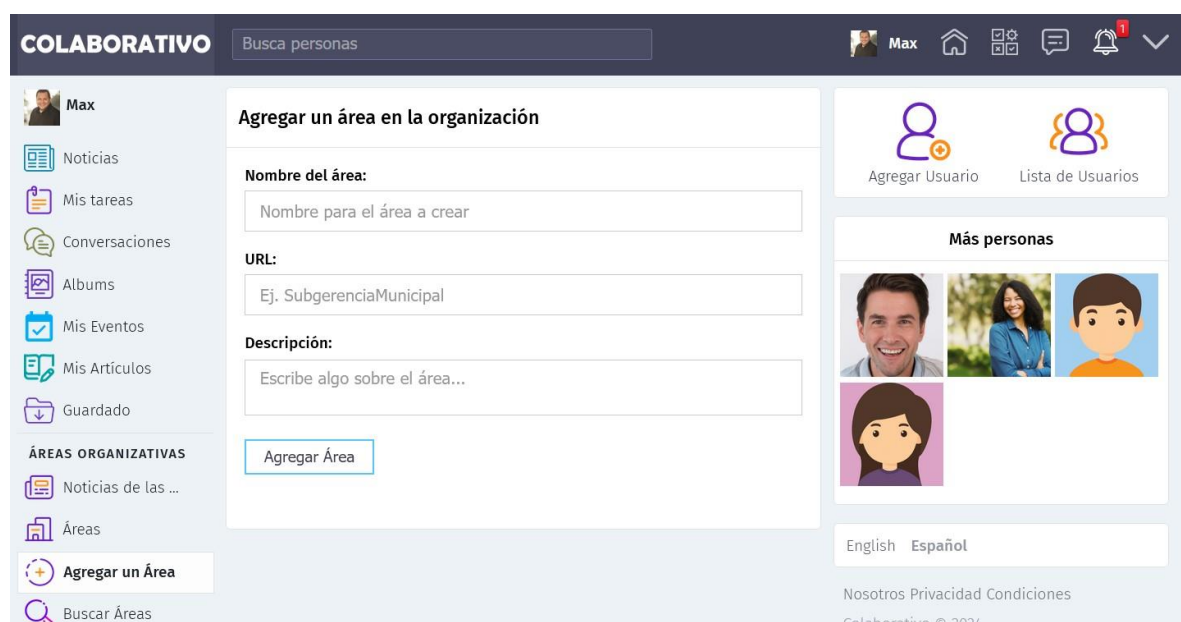 COLABORATIVO
Busca personas
Max
1
Max
Noticias
Mis tareas
Conversaciones
Albums
Mis Eventos
Mis Artículos
Guardado
ÁREAS ORGANIZATIVAS
Noticias de las ...
Áreas
Agregar un Área
Buscar Áreas
Agregar un área en la organización
Nombre del área:
Nombre para el área a crear
URL:
Ej. SubgerenciaMunicipal
Descripción:
Escribe algo sobre el área...
Agregar Área
Agregar Usuario
Lista de Usuarios
Más personas
English Español
Nosotros Privacidad Condiciones
Colaborativo ©